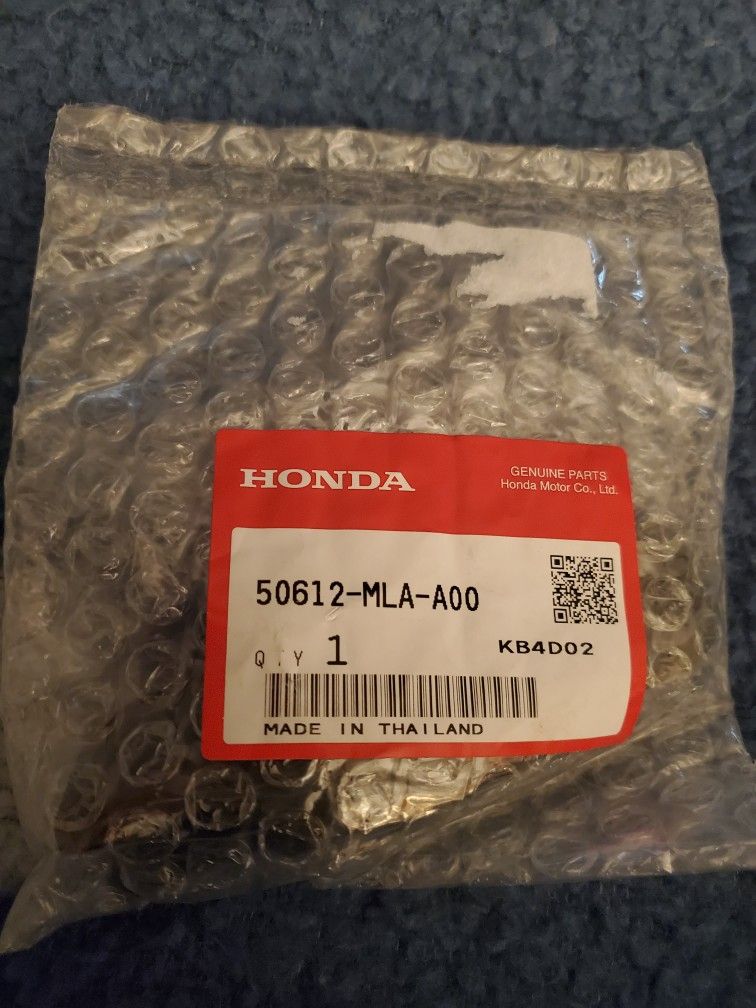 HONDA
GENUINE PARTS
Honda Motor Co., Ltd.
50612-MLA-A00
KB4D02
QTY 1
MADE IN THAILAND